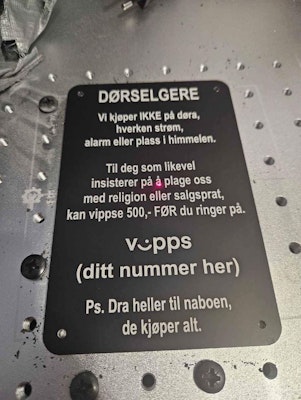 DØRSELGERE
Vi kjøper IKKE på døra,
hverken strøm,
alarm eller plass i himmelen.
Til deg som likevel
insisterer på å plage oss
med religion eller salgsprat,
kan vippse 500,- FØR du ringer på.
vipps
(ditt nummer her)
Ps. Dra heller til naboen,
de kjøper alt.